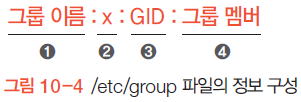 그룹 이름 : x : GID : 그룹 멤버
❶ ❷ ❸ ❹
그림 10-4 /etc/group 파일의 정보 구성